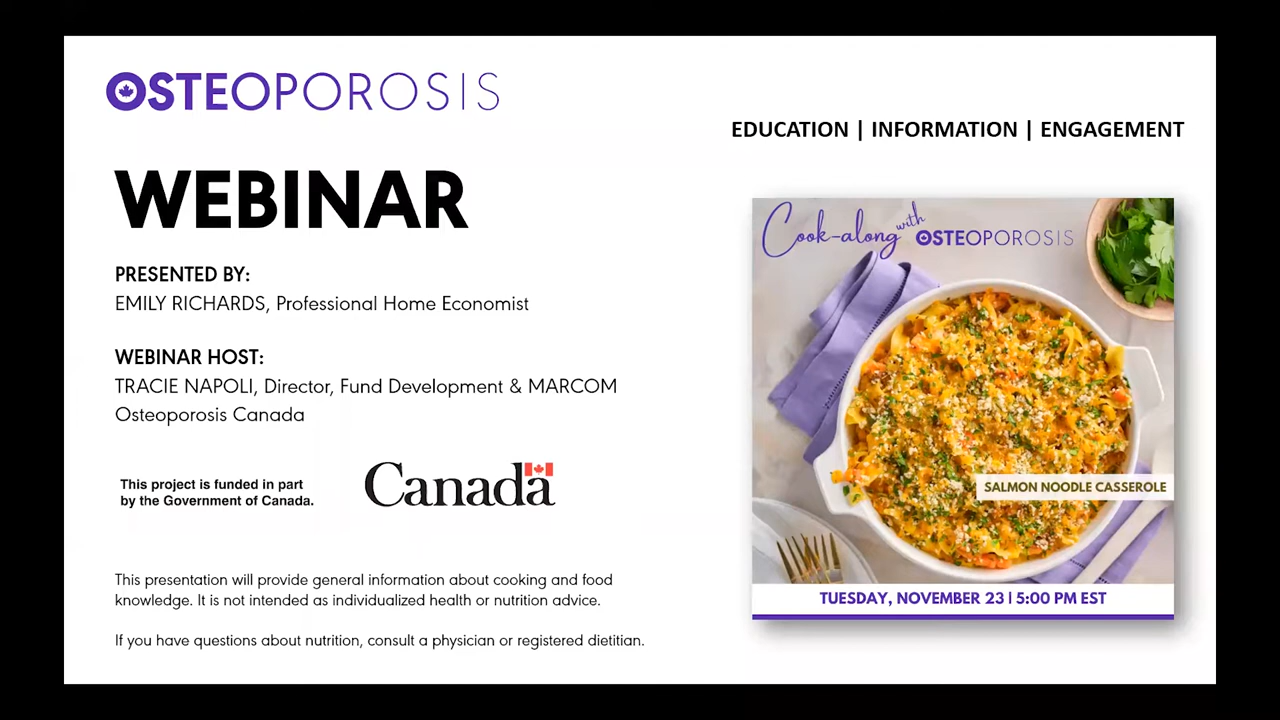 OSTEOPOROSIS
EDUCATION | INFORMATION | ENGAGEMENT
WEBINAR
PRESENTED BY:
EMILY RICHARDS, Professional Home Economist
WEBINAR HOST:
TRACIE NAPOLI, Director, Fund Development & MARCOM
Osteoporosis Canada
This project is funded in part
by the Government of Canada.
Canada
This presentation will provide general information about cooking and food
knowledge. It is not intended as individualized health or nutrition advice.
If you have questions about nutrition, consult a physician or registered dietitian.
Cook-along with OSTEOPOROSIS
SALMON NOODLE CASSEROLE
TUESDAY, NOVEMBER 23 | 5:00 PM EST